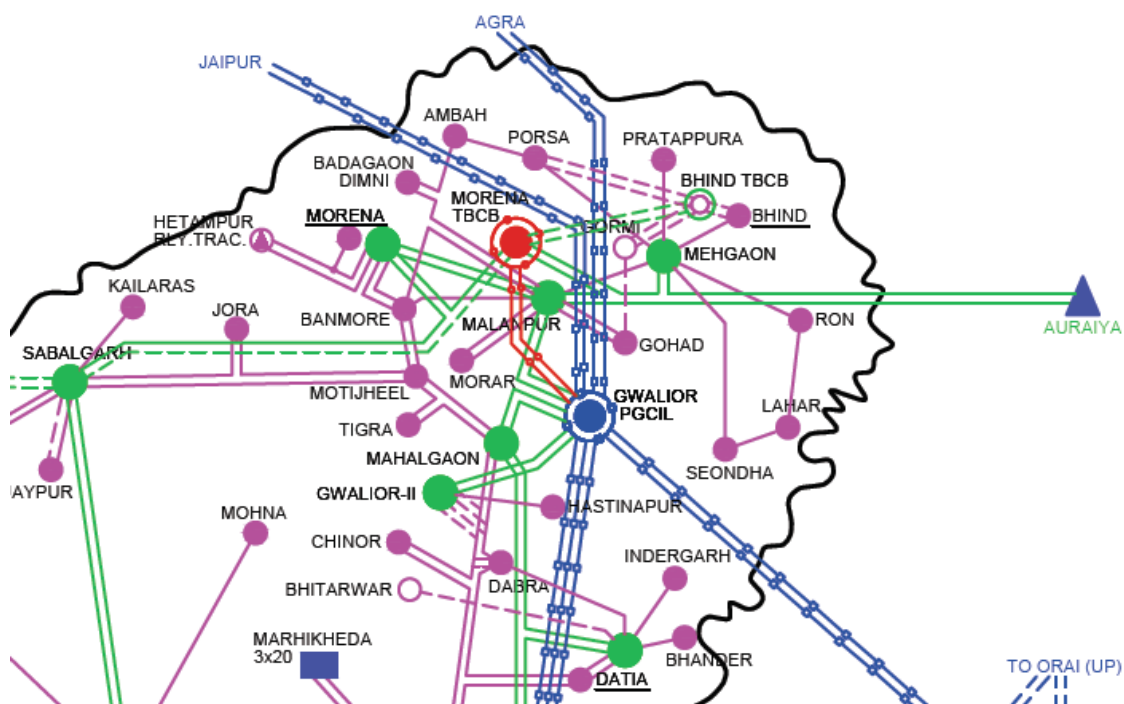 AGRA
JAIPUR
AMBAH
PORSA
PRATAPPURA
BADAGAON
DIMNI
BHIND TBCB
MORENA
TBCB
MORENA
BHIND
HETAMPUR
RLY.TRAC.
GORMI
MEHGAON
KAILARAS
JORA
BANMORE
MALANPUR
RON
AURAIYA
SABALGARH
GOHAD
MORAR
MOTIJHEEL
GWALIOR
PGCIL
LAHAR
TIGRA
MAHALGAON
SEONDHA
JAYPUR
GWALIOR-II
HASTINAPUR
MOHNA
CHINOR
INDERGARH
BHITARWAR
DABRA
MARHIKHEDA
3x20
BHANDER
TO ORAI (UP)
DATIA